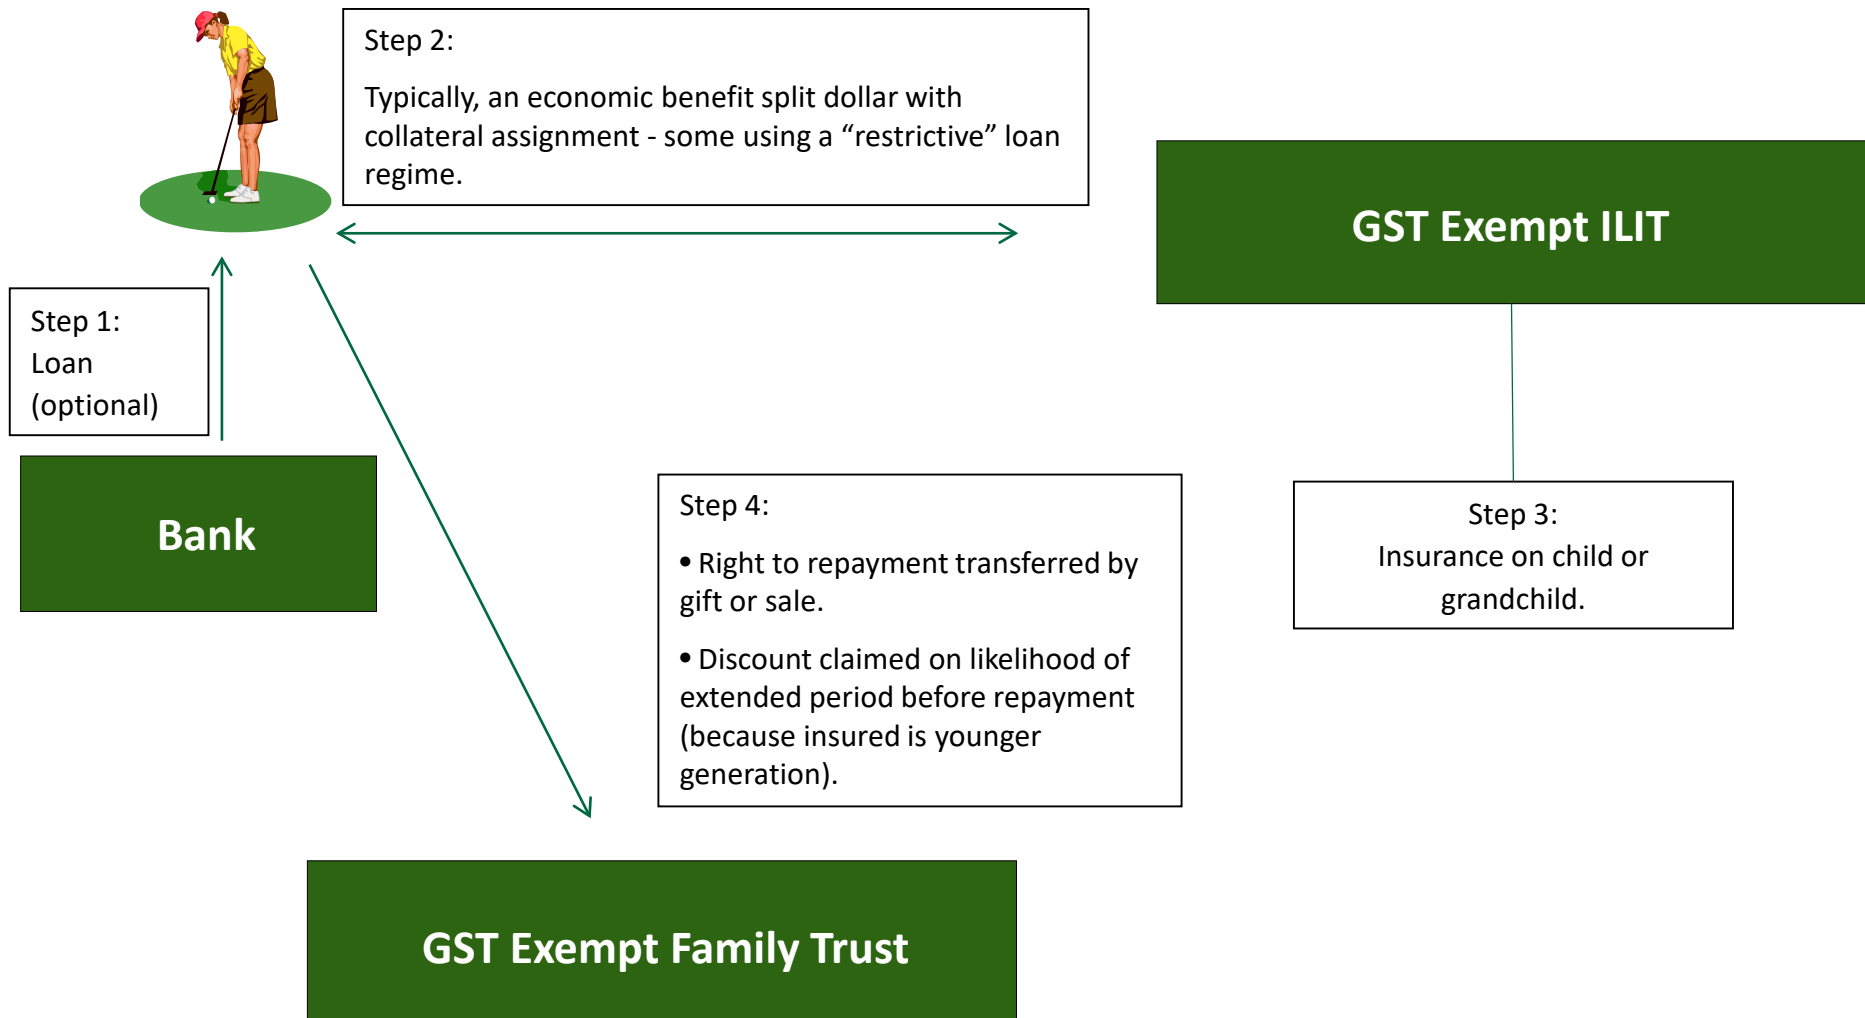 Step 2:
Typically, an economic benefit split dollar with
collateral assignment - some using a “restrictive” loan
regime.
GST Exempt ILIT
Step 1:
Loan
(optional)
Bank
Step 4:
• Right to repayment transferred by
gift or sale.
• Discount claimed on likelihood of
extended period before repayment
(because insured is younger
generation).
Step 3:
Insurance on child or
grandchild.
GST Exempt Family Trust